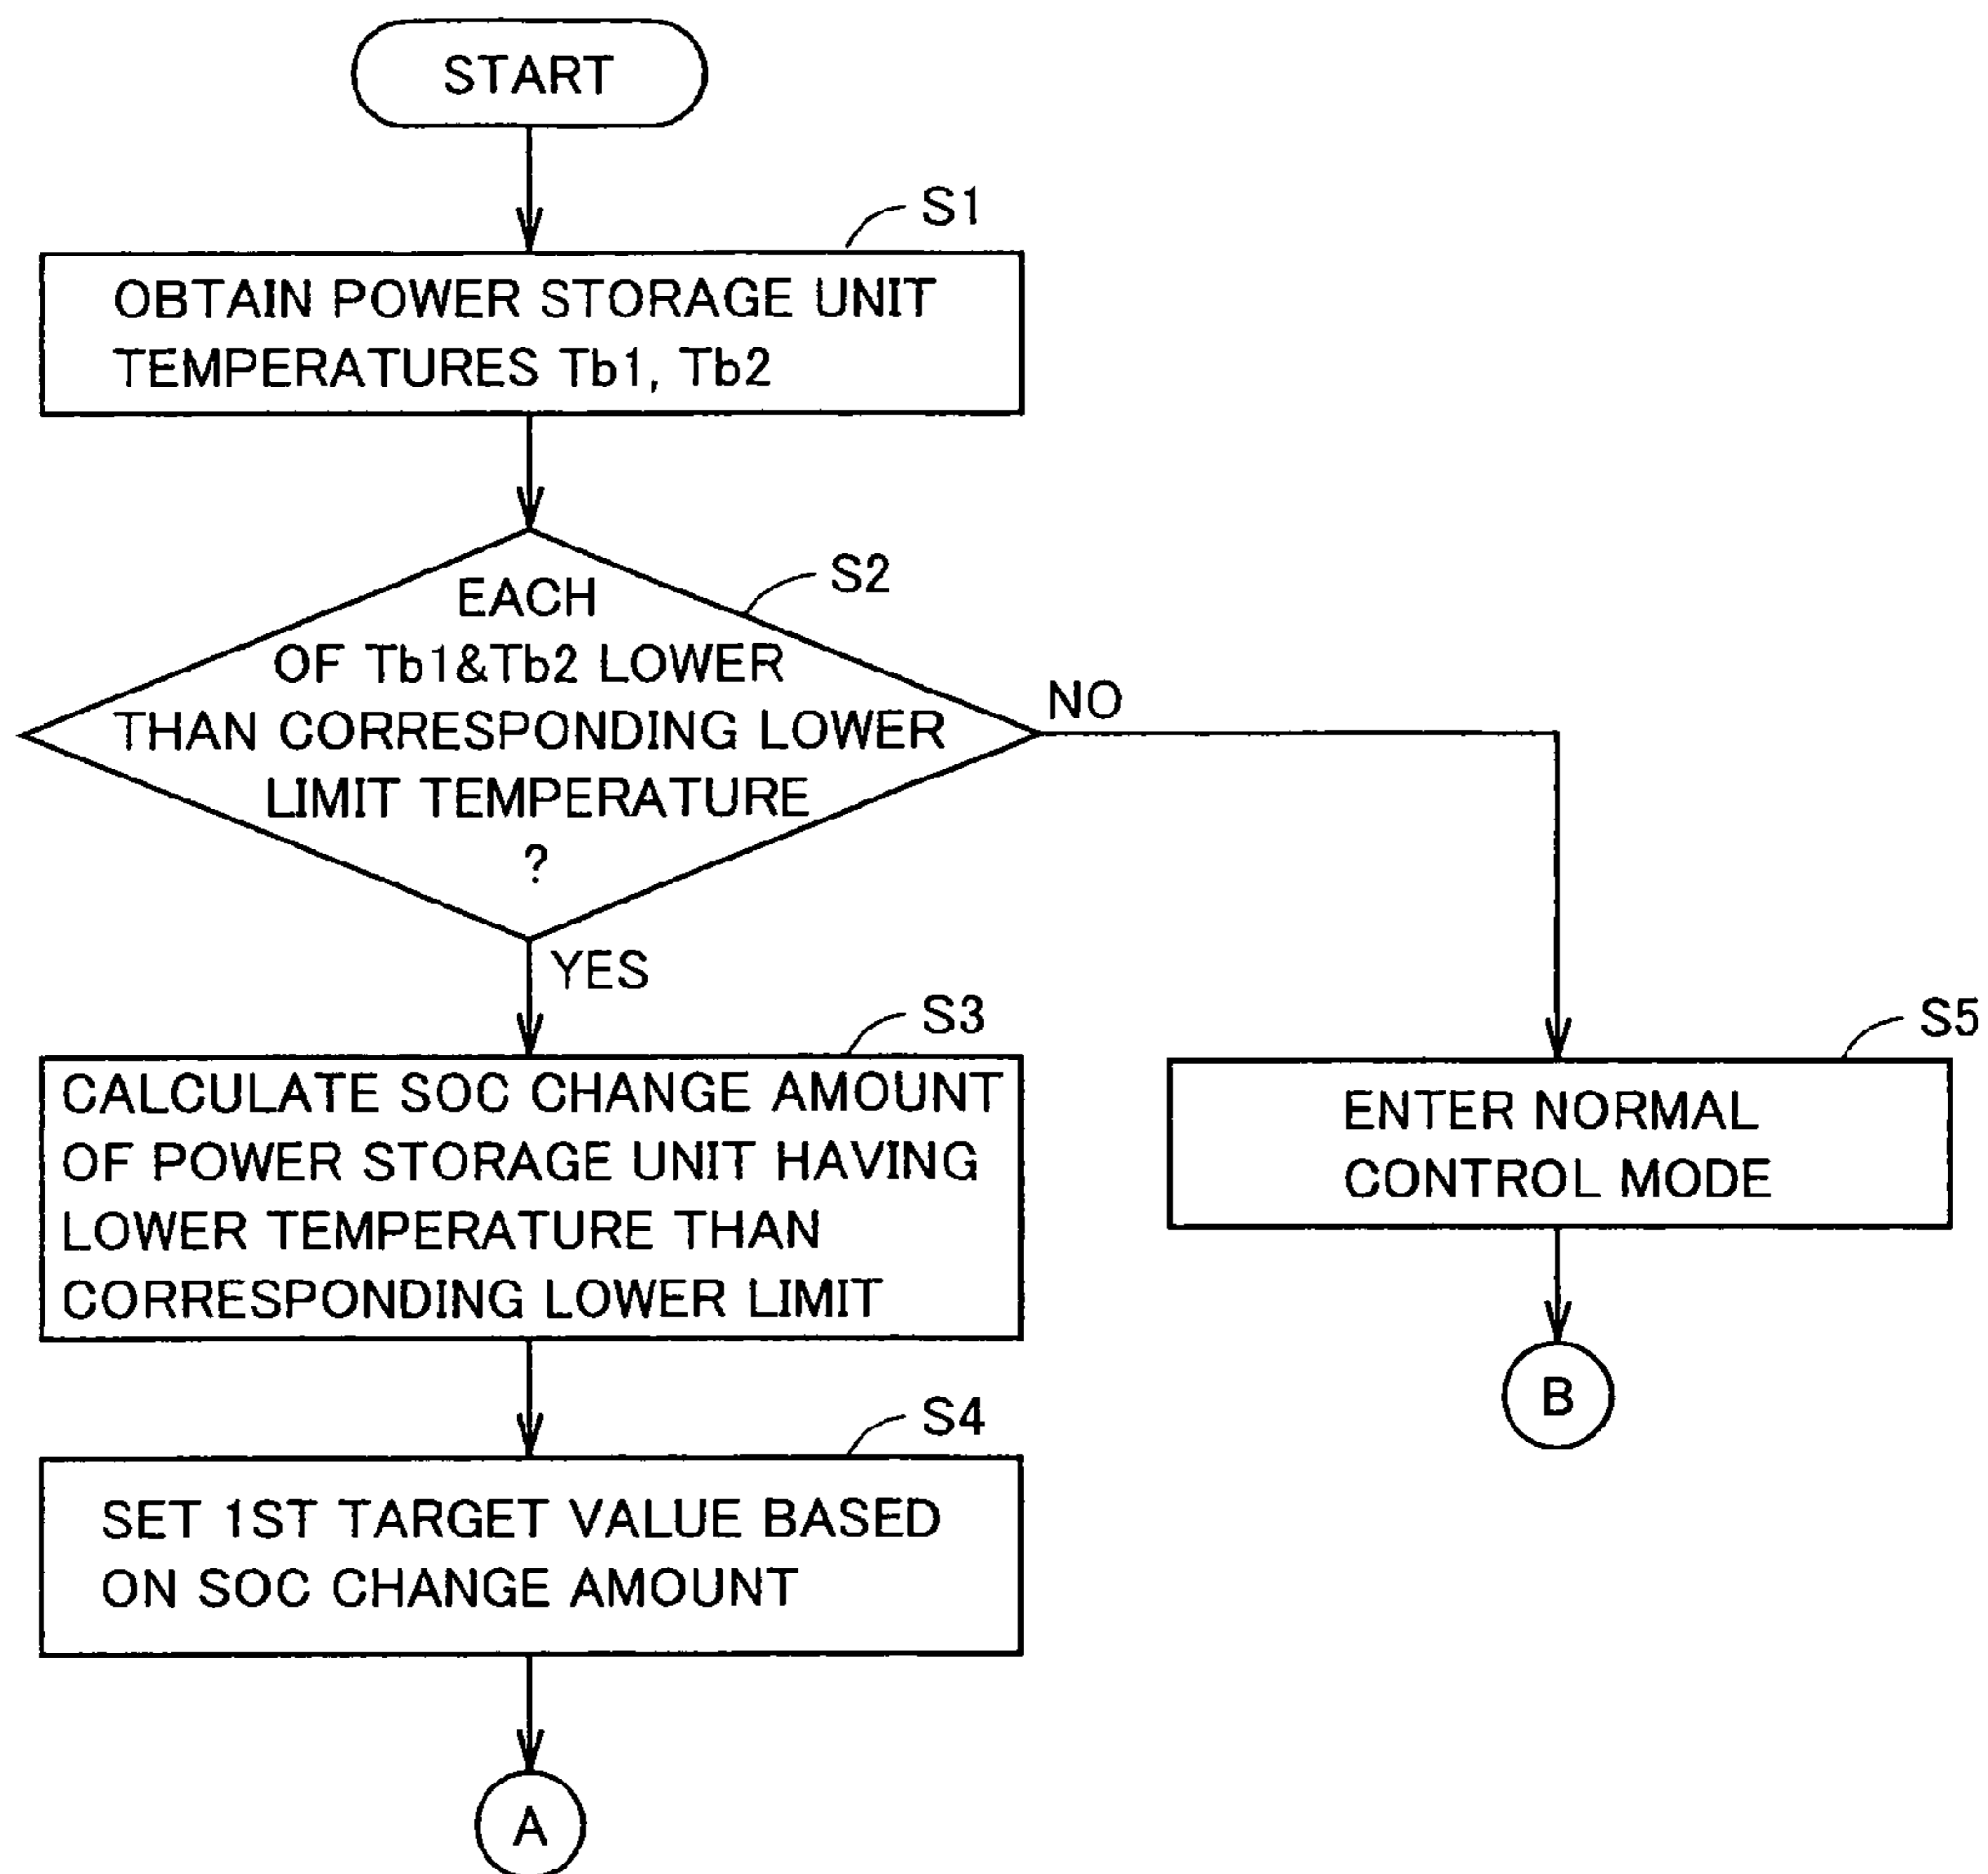 START
S1
OBTAIN POWER STORAGE UNIT
TEMPERATURES Tb1, Tb2
S2
EACH
OF Tb1&Tb2 LOWER
THAN CORRESPONDING LOWER
LIMIT TEMPERATURE
?
NO
YES
S3
CALCULATE SOC CHANGE AMOUNT
OF POWER STORAGE UNIT HAVING
LOWER TEMPERATURE THAN
CORRESPONDING LOWER LIMIT
S5
ENTER NORMAL
CONTROL MODE
B
S4
SET 1ST TARGET VALUE BASED
ON SOC CHANGE AMOUNT
A